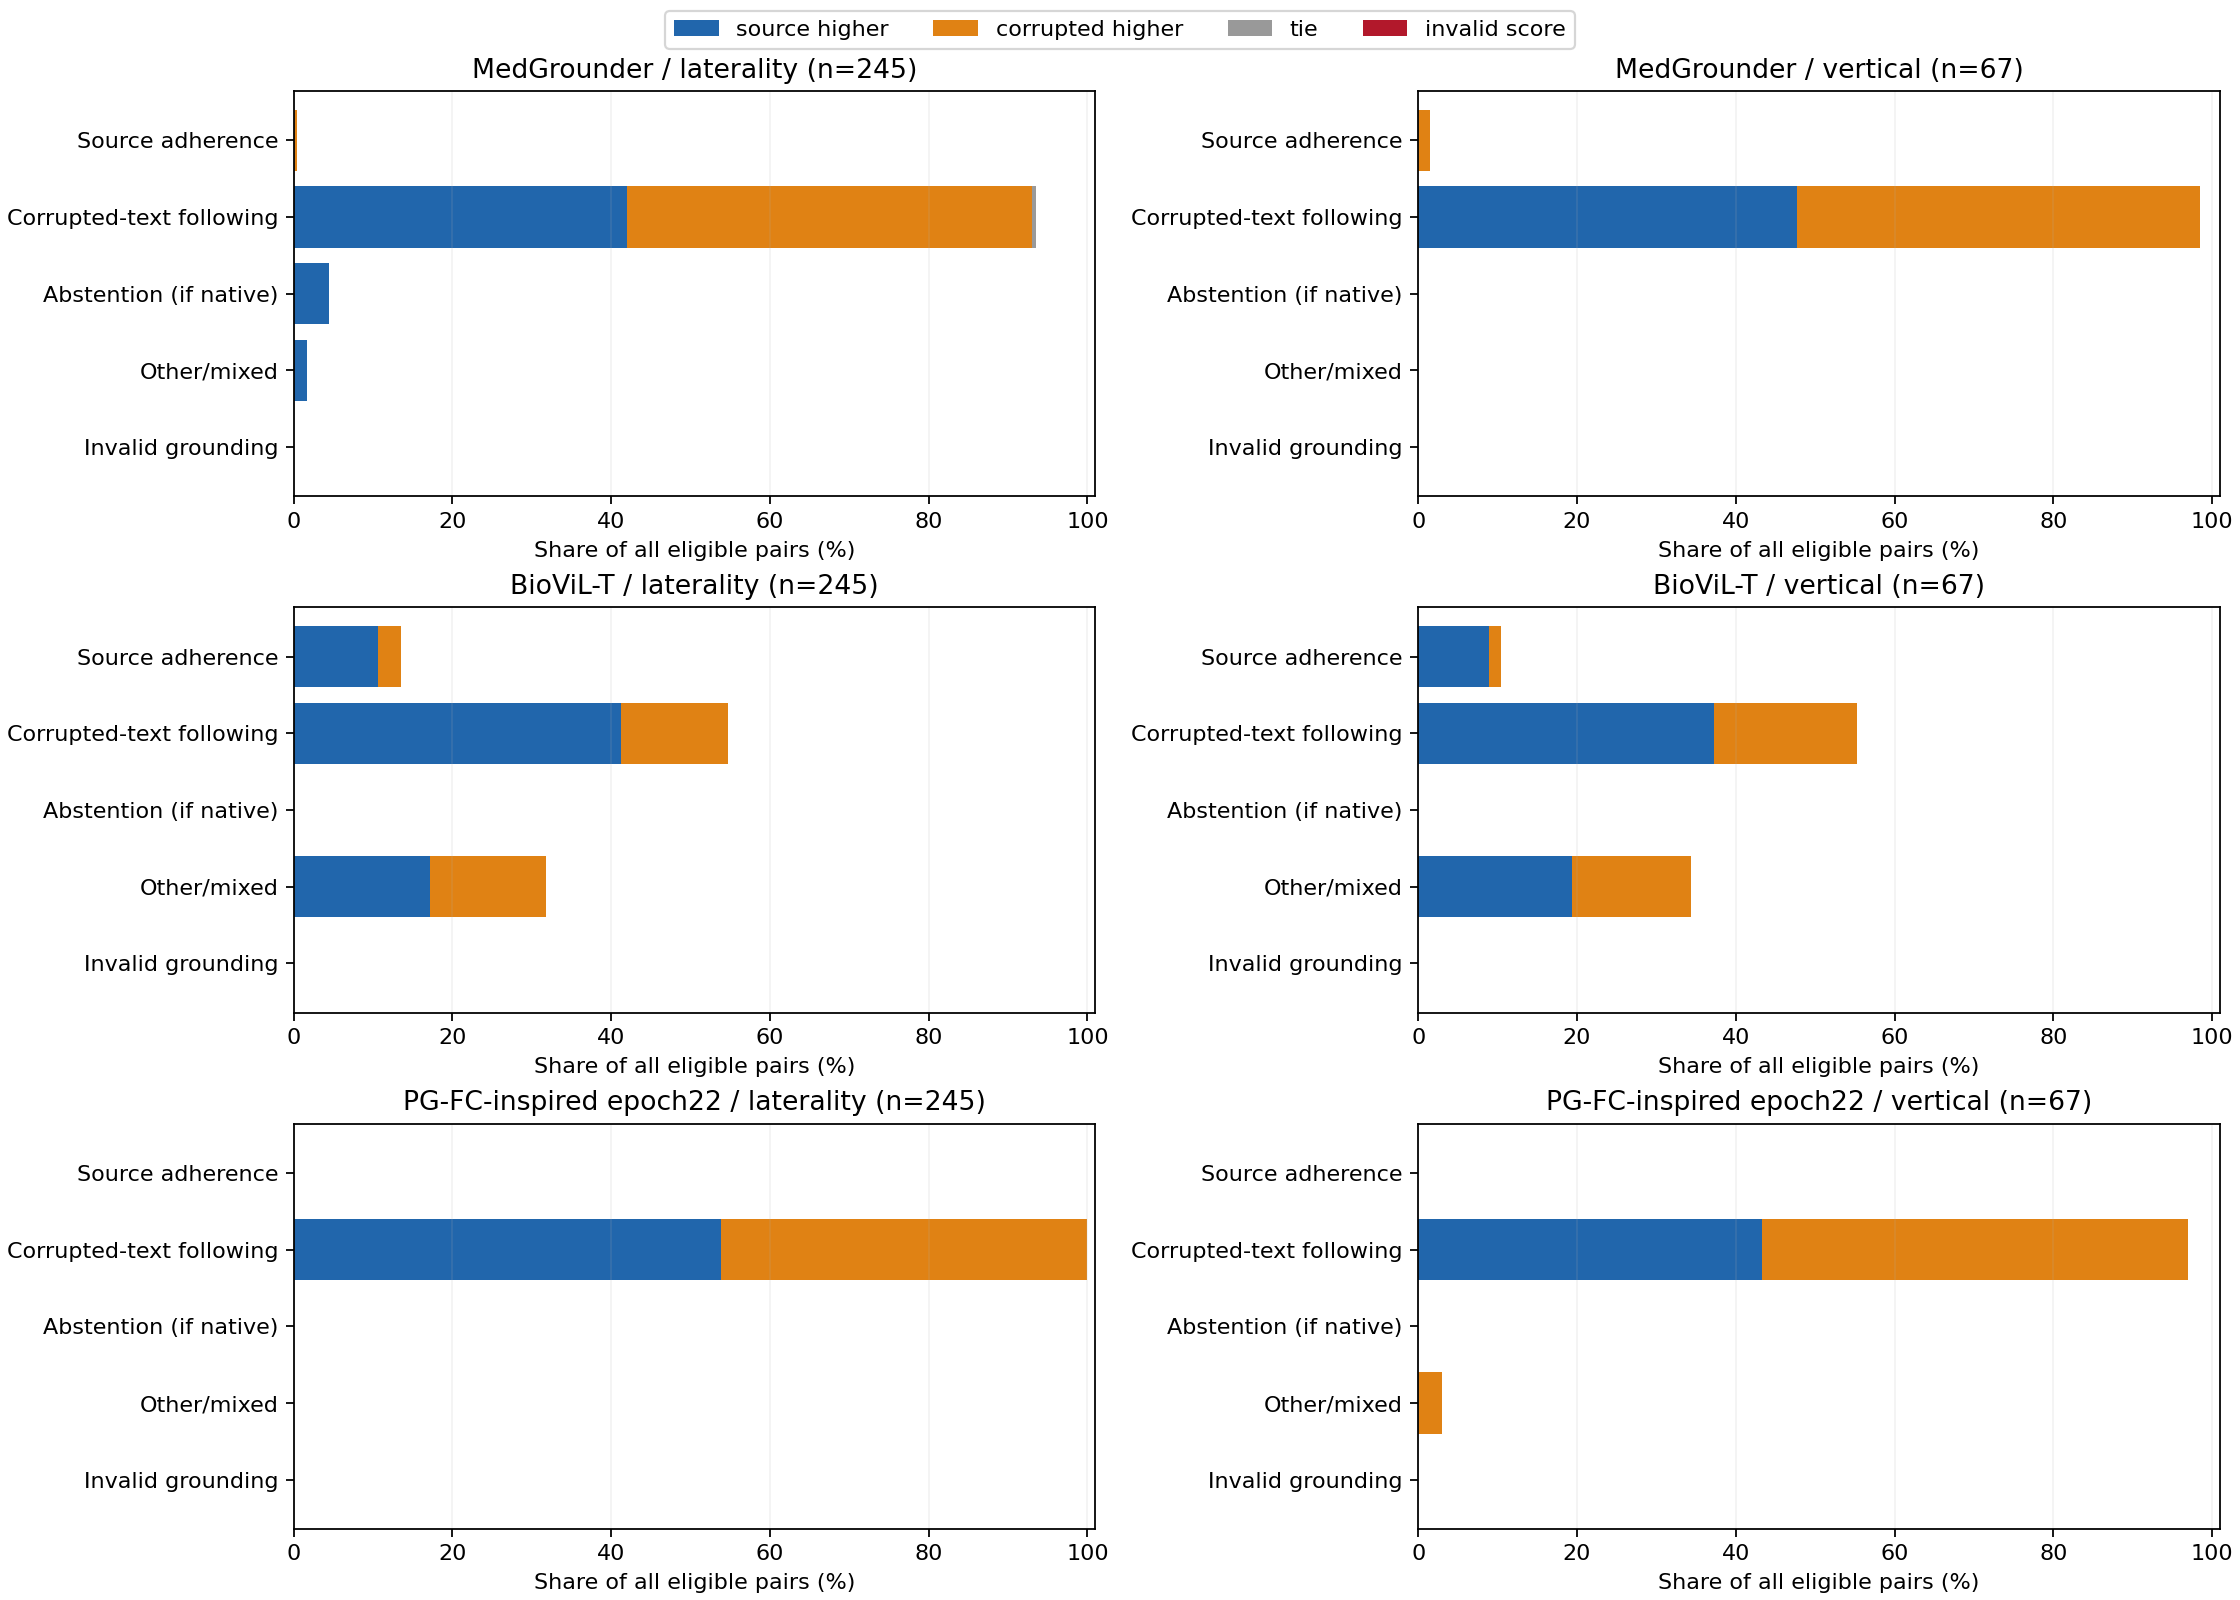 source higher corrupted higher tie invalid score
MedGrounder / laterality (n=245)
Source adherence
Corrupted-text following
Abstention (if native)
Other/mixed
Invalid grounding
0 20 40 60 80 100
Share of all eligible pairs (%)
MedGrounder / vertical (n=67)
Source adherence
Corrupted-text following
Abstention (if native)
Other/mixed
Invalid grounding
0 20 40 60 80 100
Share of all eligible pairs (%)
BioViL-T / laterality (n=245)
Source adherence
Corrupted-text following
Abstention (if native)
Other/mixed
Invalid grounding
0 20 40 60 80 100
Share of all eligible pairs (%)
BioViL-T / vertical (n=67)
Source adherence
Corrupted-text following
Abstention (if native)
Other/mixed
Invalid grounding
0 20 40 60 80 100
Share of all eligible pairs (%)
PG-FC-inspired epoch22 / laterality (n=245)
Source adherence
Corrupted-text following
Abstention (if native)
Other/mixed
Invalid grounding
0 20 40 60 80 100
Share of all eligible pairs (%)
PG-FC-inspired epoch22 / vertical (n=67)
Source adherence
Corrupted-text following
Abstention (if native)
Other/mixed
Invalid grounding
0 20 40 60 80 100
Share of all eligible pairs (%)